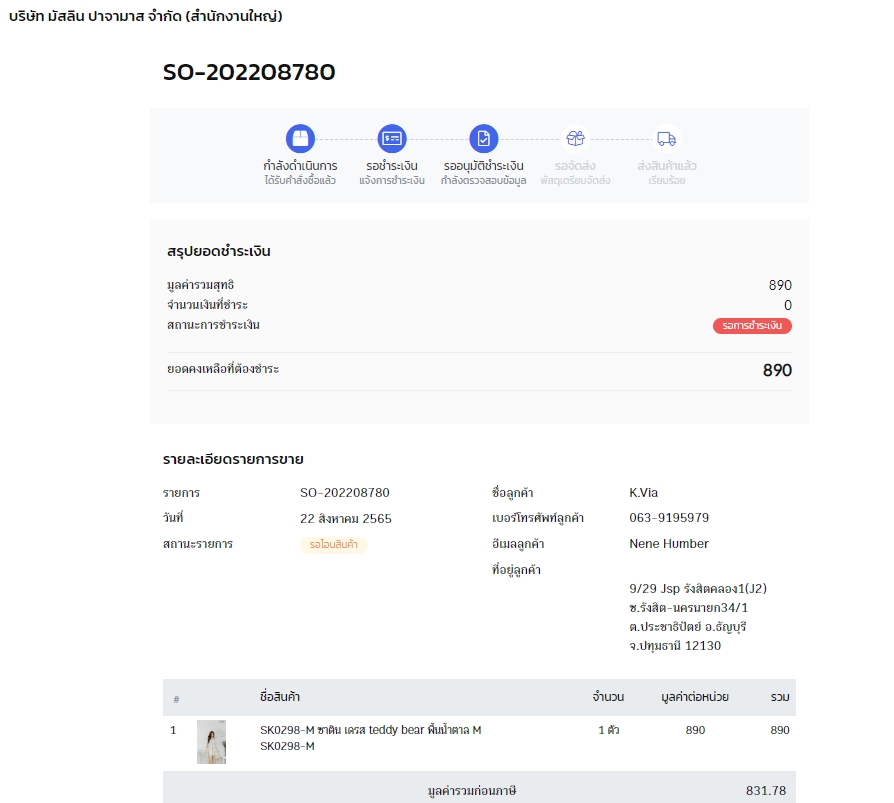 บริษัท มัสลิน ปาจามาส จำกัด (สำนักงานใหญ่)
SO-202208780
กำลังดำเนินการ รอชำระเงิน รออนุมัติชำระเงิน รอจัดส่ง ส่งสินค้าแล้ว
ได้รับคำสั่งซื้อแล้ว แจ้งการชำระเงิน กำลังตรวจสอบข้อมูล พัสดุเตรียมจัดส่ง เรียบร้อย
สรุปยอดชำระเงิน
มูลค่ารวมสุทธิ 890
จำนวนเงินที่ชำระ 0
สถานะการชำระเงิน รอการชำระเงิน
ยอดคงเหลือที่ต้องชำระ 890
รายละเอียดรายการขาย
รายการ SO-202208780 ชื่อลูกค้า K.Via
วันที่ 22 สิงหาคม 2565 เบอร์โทรศัพท์ลูกค้า 063-9195979
สถานะรายการ รอโอนสินค้า อีเมลลูกค้า Nene Humber
ที่อยู่ลูกค้า
9/29 Jsp รังสิตคลอง1(J2)
ซ.รังสิต-นครนายก34/1
ต.ประชาธิปัตย์ อ.ธัญบุรี
จ.ปทุมธานี 12130
# ชื่อสินค้า จำนวน มูลค่าต่อหน่วย รวม
1 SK0298-M ซาติน เดรส teddy bear พื้นน้ำตาล M 1 ตัว 890 890
SK0298-M
มูลค่ารวมก่อนภาษี 831.78